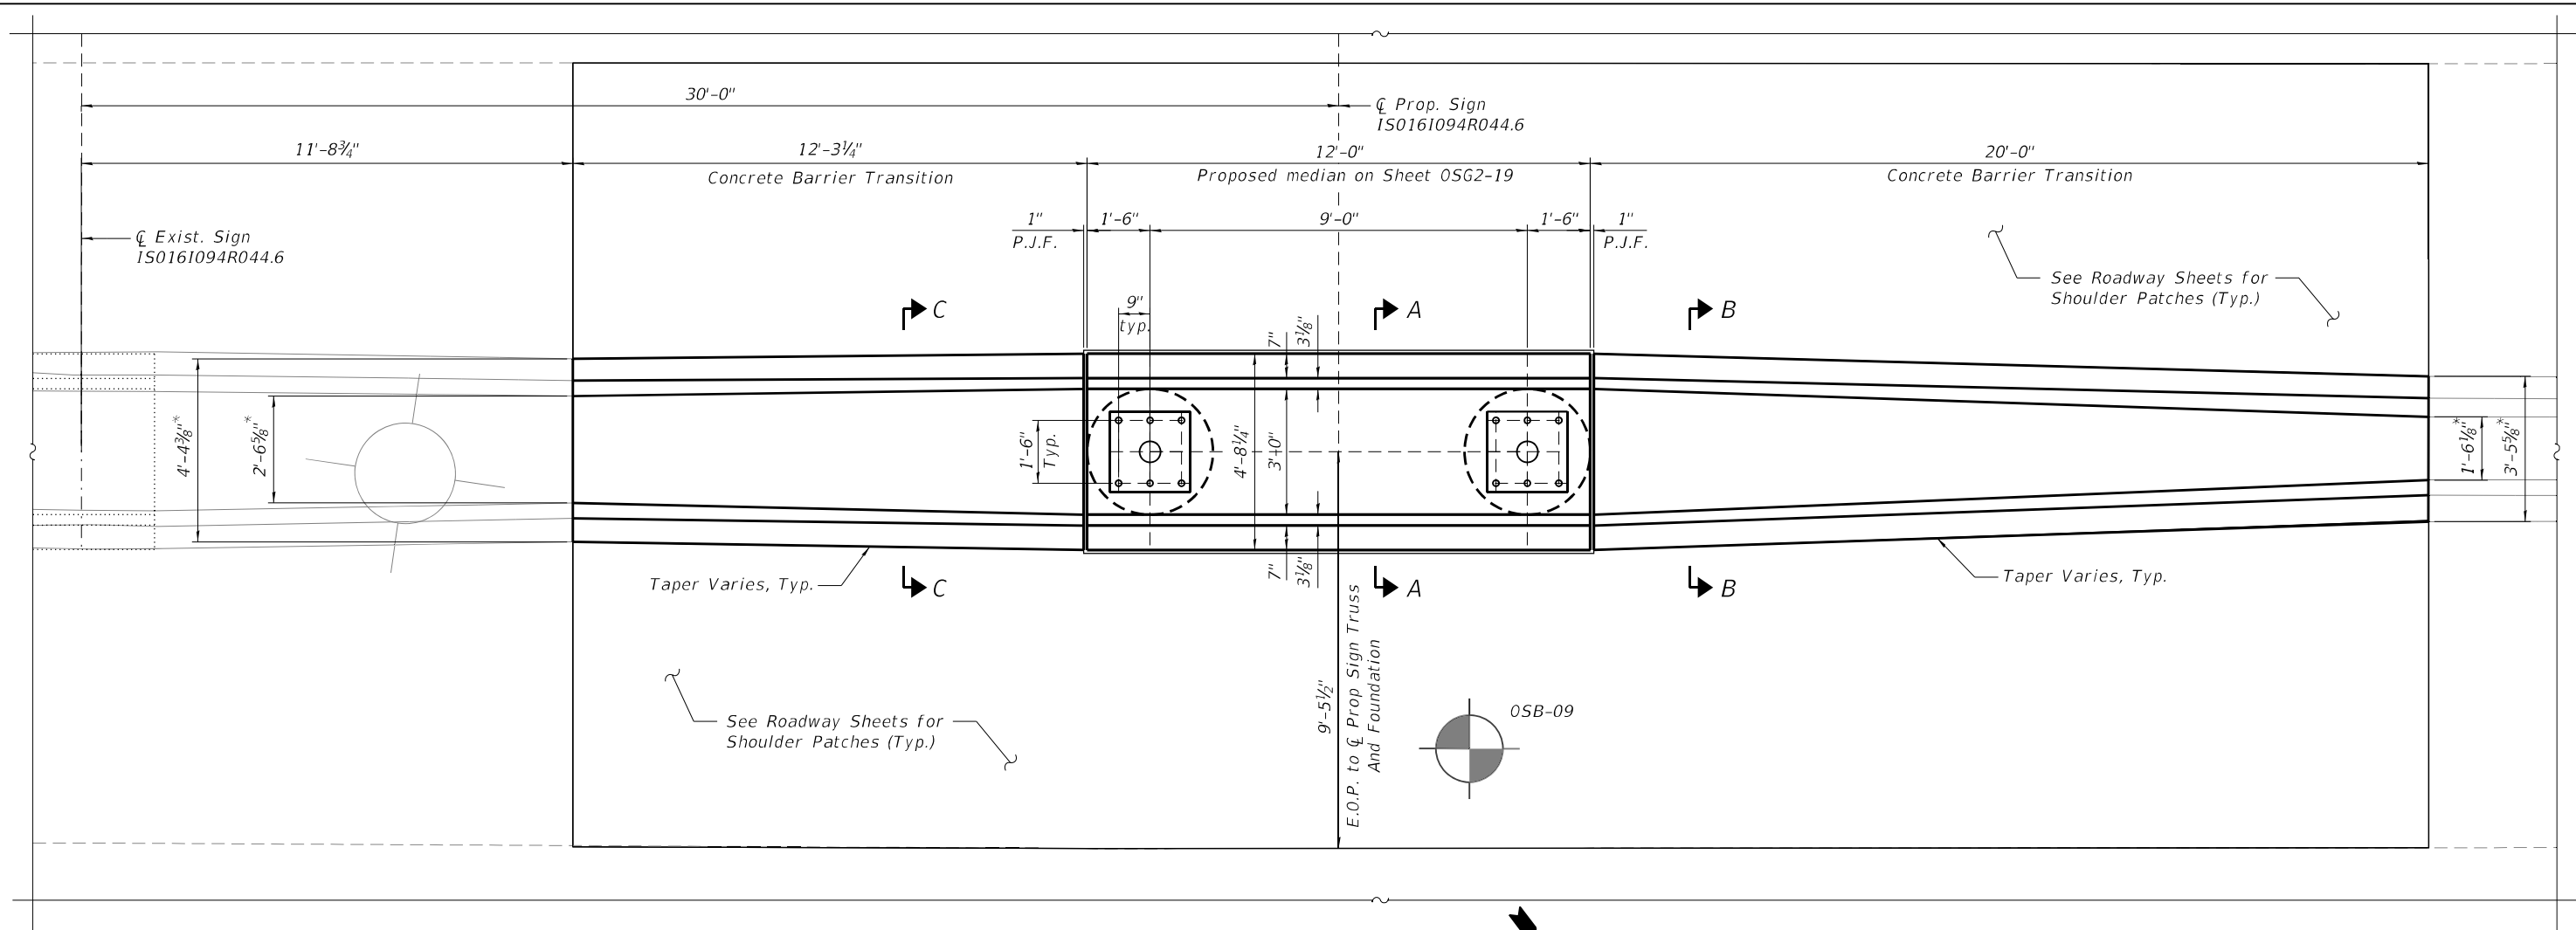 30'-0"
℄ Prop. Sign
IS016I094R044.6
11'-8¾"
12'-3¼"
Concrete Barrier Transition
12'-0"
Proposed median on Sheet OSG2-19
20'-0"
Concrete Barrier Transition
1"
P.J.F.
1'-6"
9'-0"
1'-6"
1"
P.J.F.
℄ Exist. Sign
IS016I094R044.6
See Roadway Sheets for
Shoulder Patches (Typ.)
C
A
B
9"
typ.
7"
3⅛"
4'-4⅜"*
2'-6⅝"*
1'-6"
Typ.
4'-8¼"
3'-0"
1'-6⅛"*
3'-5⅝"*
7"
3⅛"
Taper Varies, Typ.
C
A
B
Taper Varies, Typ.
9'-5½"
E.O.P. to ℄ Prop Sign Truss
And Foundation
See Roadway Sheets for
Shoulder Patches (Typ.)
OSB-09